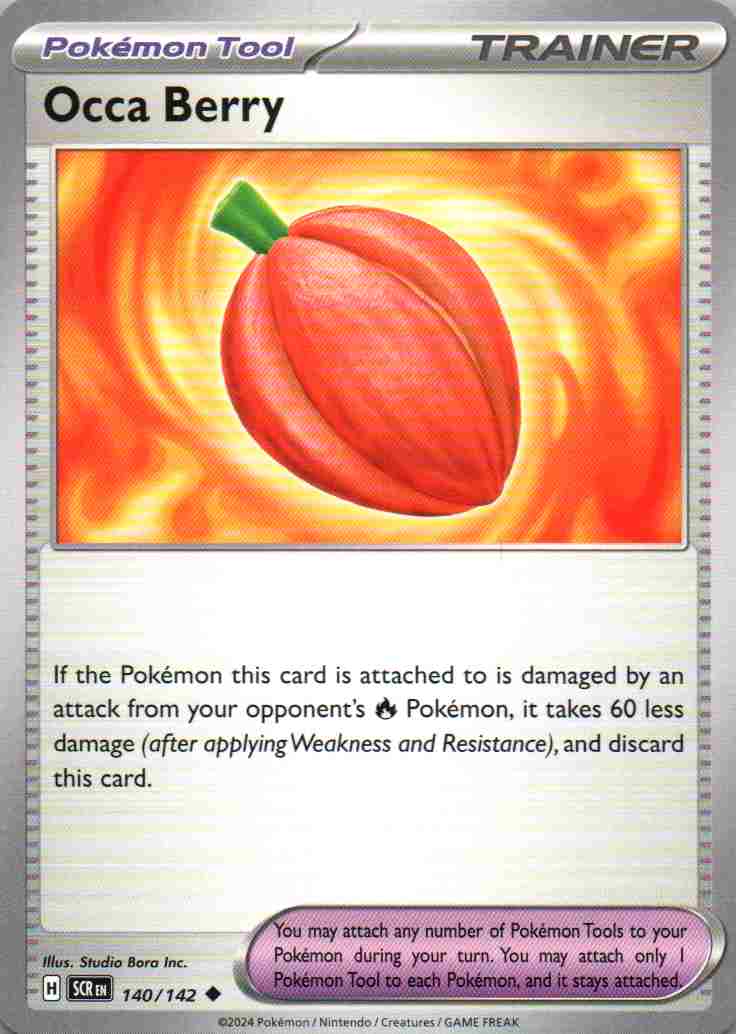 Pokémon Tool
TRAINER
Occa Berry
If the Pokémon this card is attached to is damaged by an
attack from your opponent's Pokémon, it takes 60 less
damage (after applying Weakness and Resistance), and discard
this card.
You may attach any number of Pokémon Tools to your
Pokémon during your turn. You may attach only 1
Pokémon Tool to each Pokémon, and it stays attached.
Illus. Studio Bora Inc.
H SCR EN 140/142
©2024 Pokémon / Nintendo / Creatures / GAME FREAK